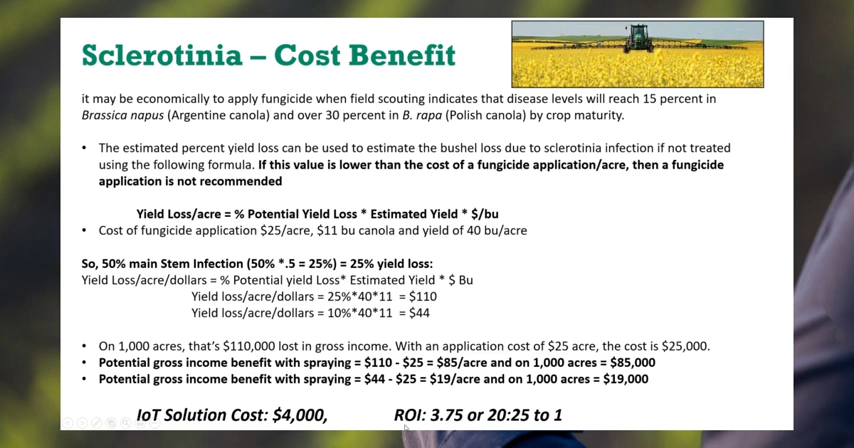 Sclerotinia – Cost Benefit
it may be economically to apply fungicide when field scouting indicates that disease levels will reach 15 percent in
Brassica napus (Argentine canola) and over 30 percent in B. rapa (Polish canola) by crop maturity.
• The estimated percent yield loss can be used to estimate the bushel loss due to sclerotinia infection if not treated
using the following formula. If this value is lower than the cost of a fungicide application/acre, then a fungicide
application is not recommended
Yield Loss/acre = % Potential Yield Loss * Estimated Yield * $/bu
• Cost of fungicide application $25/acre, $11 bu canola and yield of 40 bu/acre
So, 50% main Stem Infection (50% *.5 = 25%) = 25% yield loss:
Yield Loss/acre/dollars = % Potential yield Loss* Estimated Yield * $ Bu
Yield loss/acre/dollars = 25%*40*11 = $110
Yield loss/acre/dollars = 10%*40*11 = $44
• On 1,000 acres, that's $110,000 lost in gross income. With an application cost of $25 acre, the cost is $25,000.
• Potential gross income benefit with spraying = $110 - $25 = $85/acre and on 1,000 acres = $85,000
• Potential gross income benefit with spraying = $44 - $25 = $19/acre and on 1,000 acres = $19,000
IoT Solution Cost: $4,000, ROI: 3.75 or 20:25 to 1